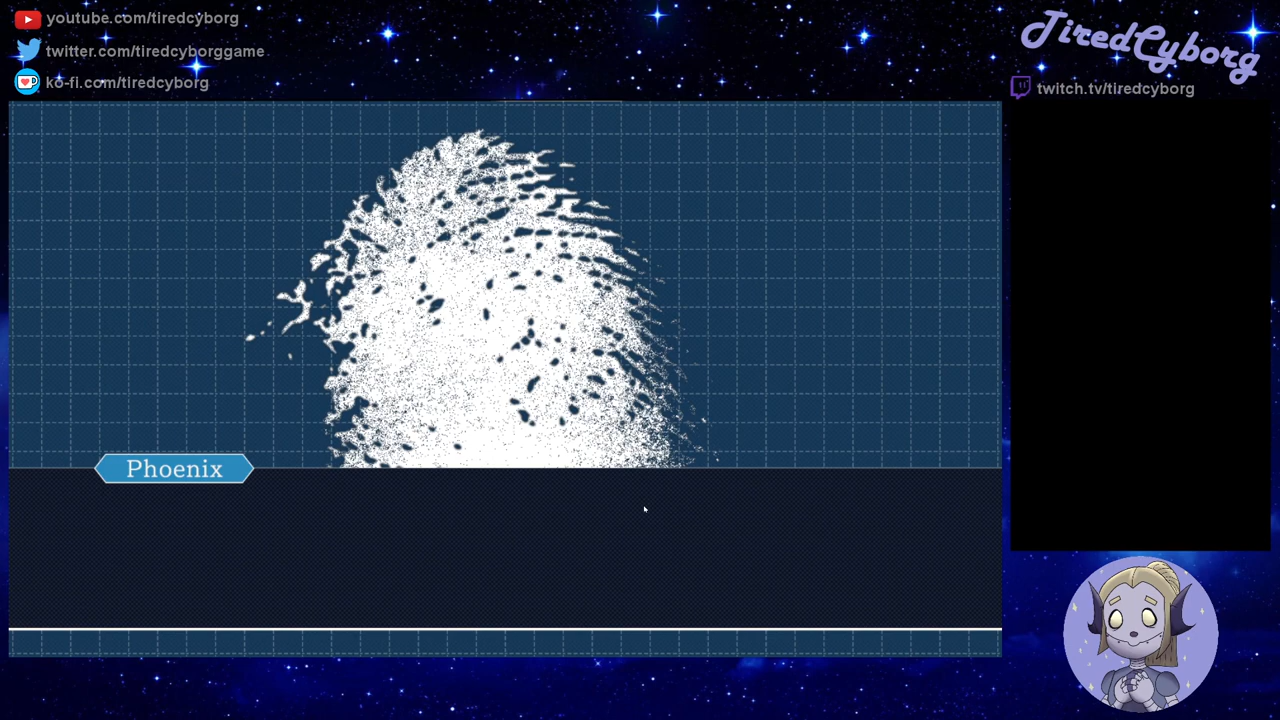 youtube.com/tiredcyborg
twitter.com/tiredcyborggame
ko-fi.com/tiredcyborg
TiredCyborg
twitch.tv/tiredcyborg
Phoenix